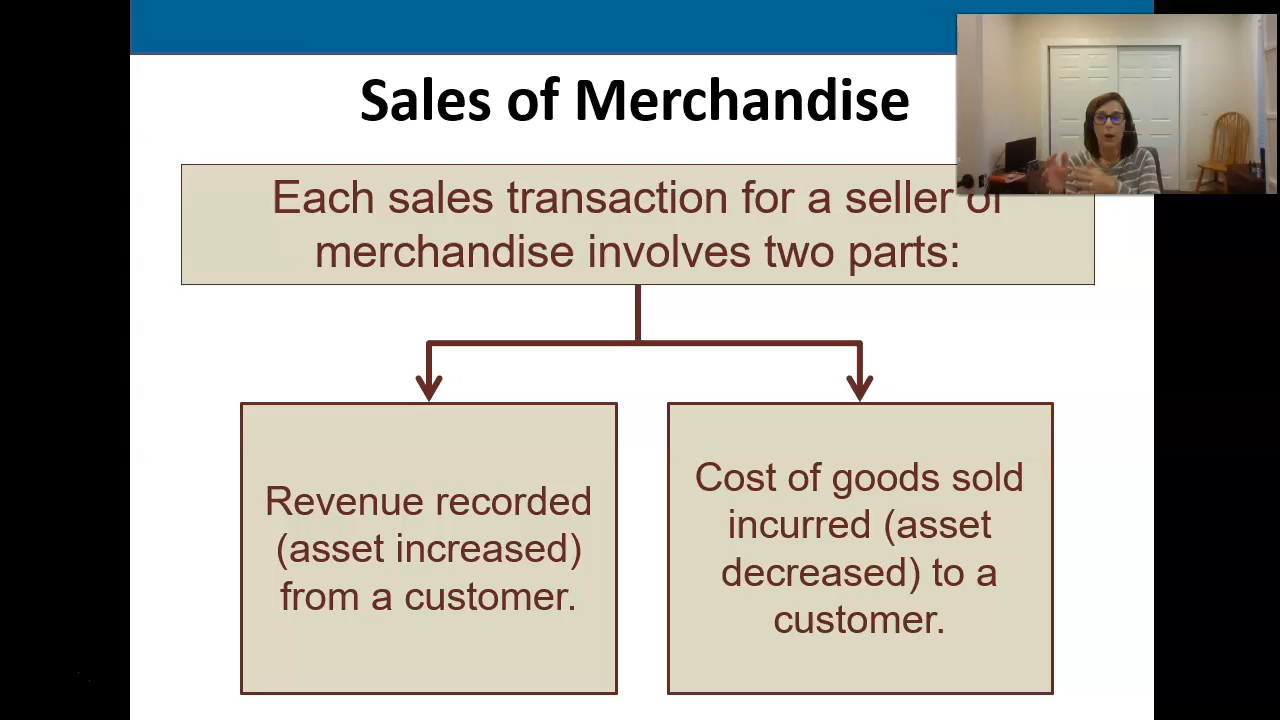 Sales of Merchandise
Each sales transaction for a seller of
merchandise involves two parts:
Revenue recorded
(asset increased)
from a customer.
Cost of goods sold
incurred (asset
decreased) to a
customer.